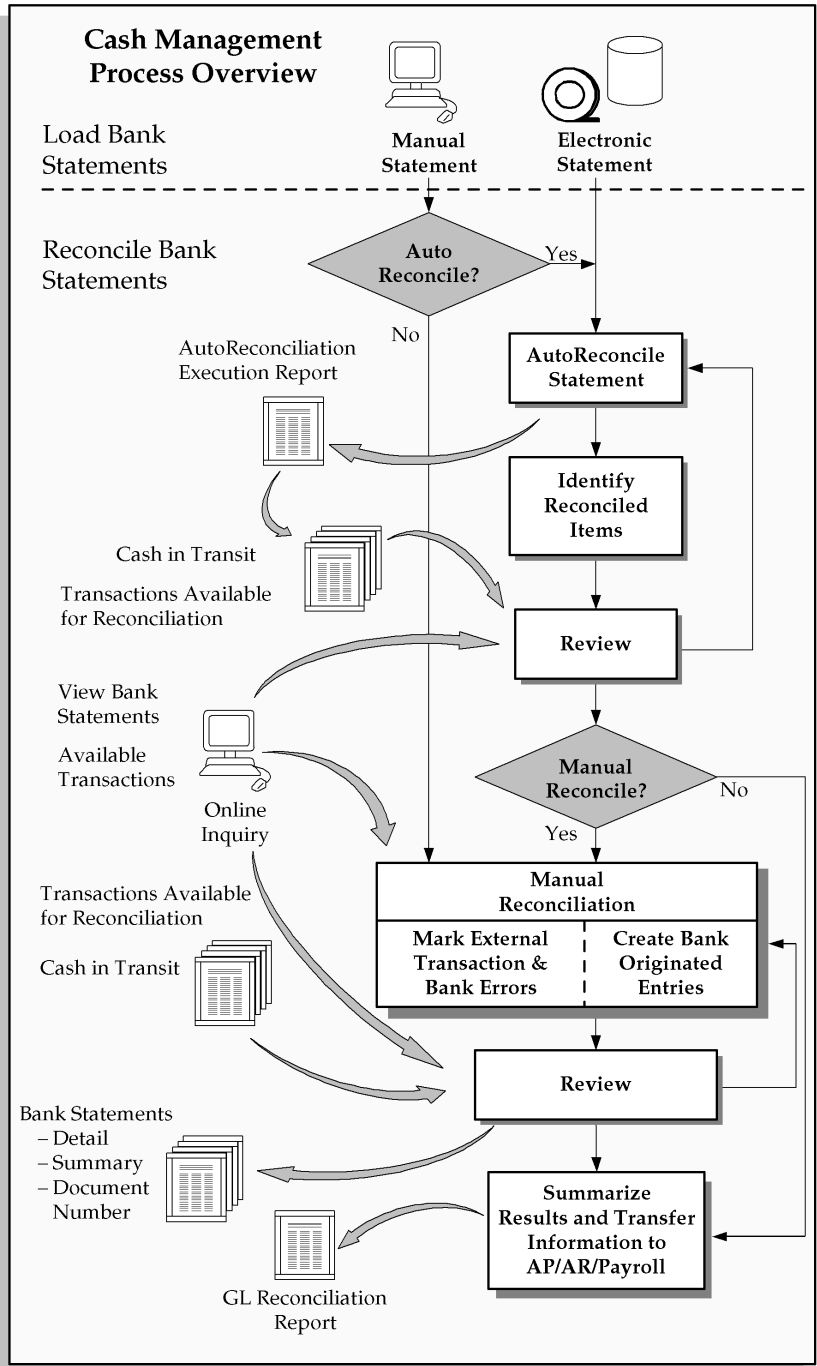 Cash Management
Process Overview
Load Bank
Statements
Manual
Statement
Electronic
Statement
Reconcile Bank
Statements
Auto
Reconcile?
Yes
No
AutoReconciliation
Execution Report
AutoReconcile
Statement
Identify
Reconciled
Items
Cash in Transit
Transactions Available
for Reconciliation
Review
View Bank
Statements
Available
Transactions
Online
Inquiry
Manual
Reconcile?
No
Yes
Manual
Reconciliation
Mark External
Transaction &
Bank Errors
Create Bank
Originated
Entries
Transactions Available
for Reconciliation
Cash in Transit
Review
Bank Statements
– Detail
– Summary
– Document
Number
Summarize
Results and Transfer
Information to
AP/AR/Payroll
GL Reconciliation
Report